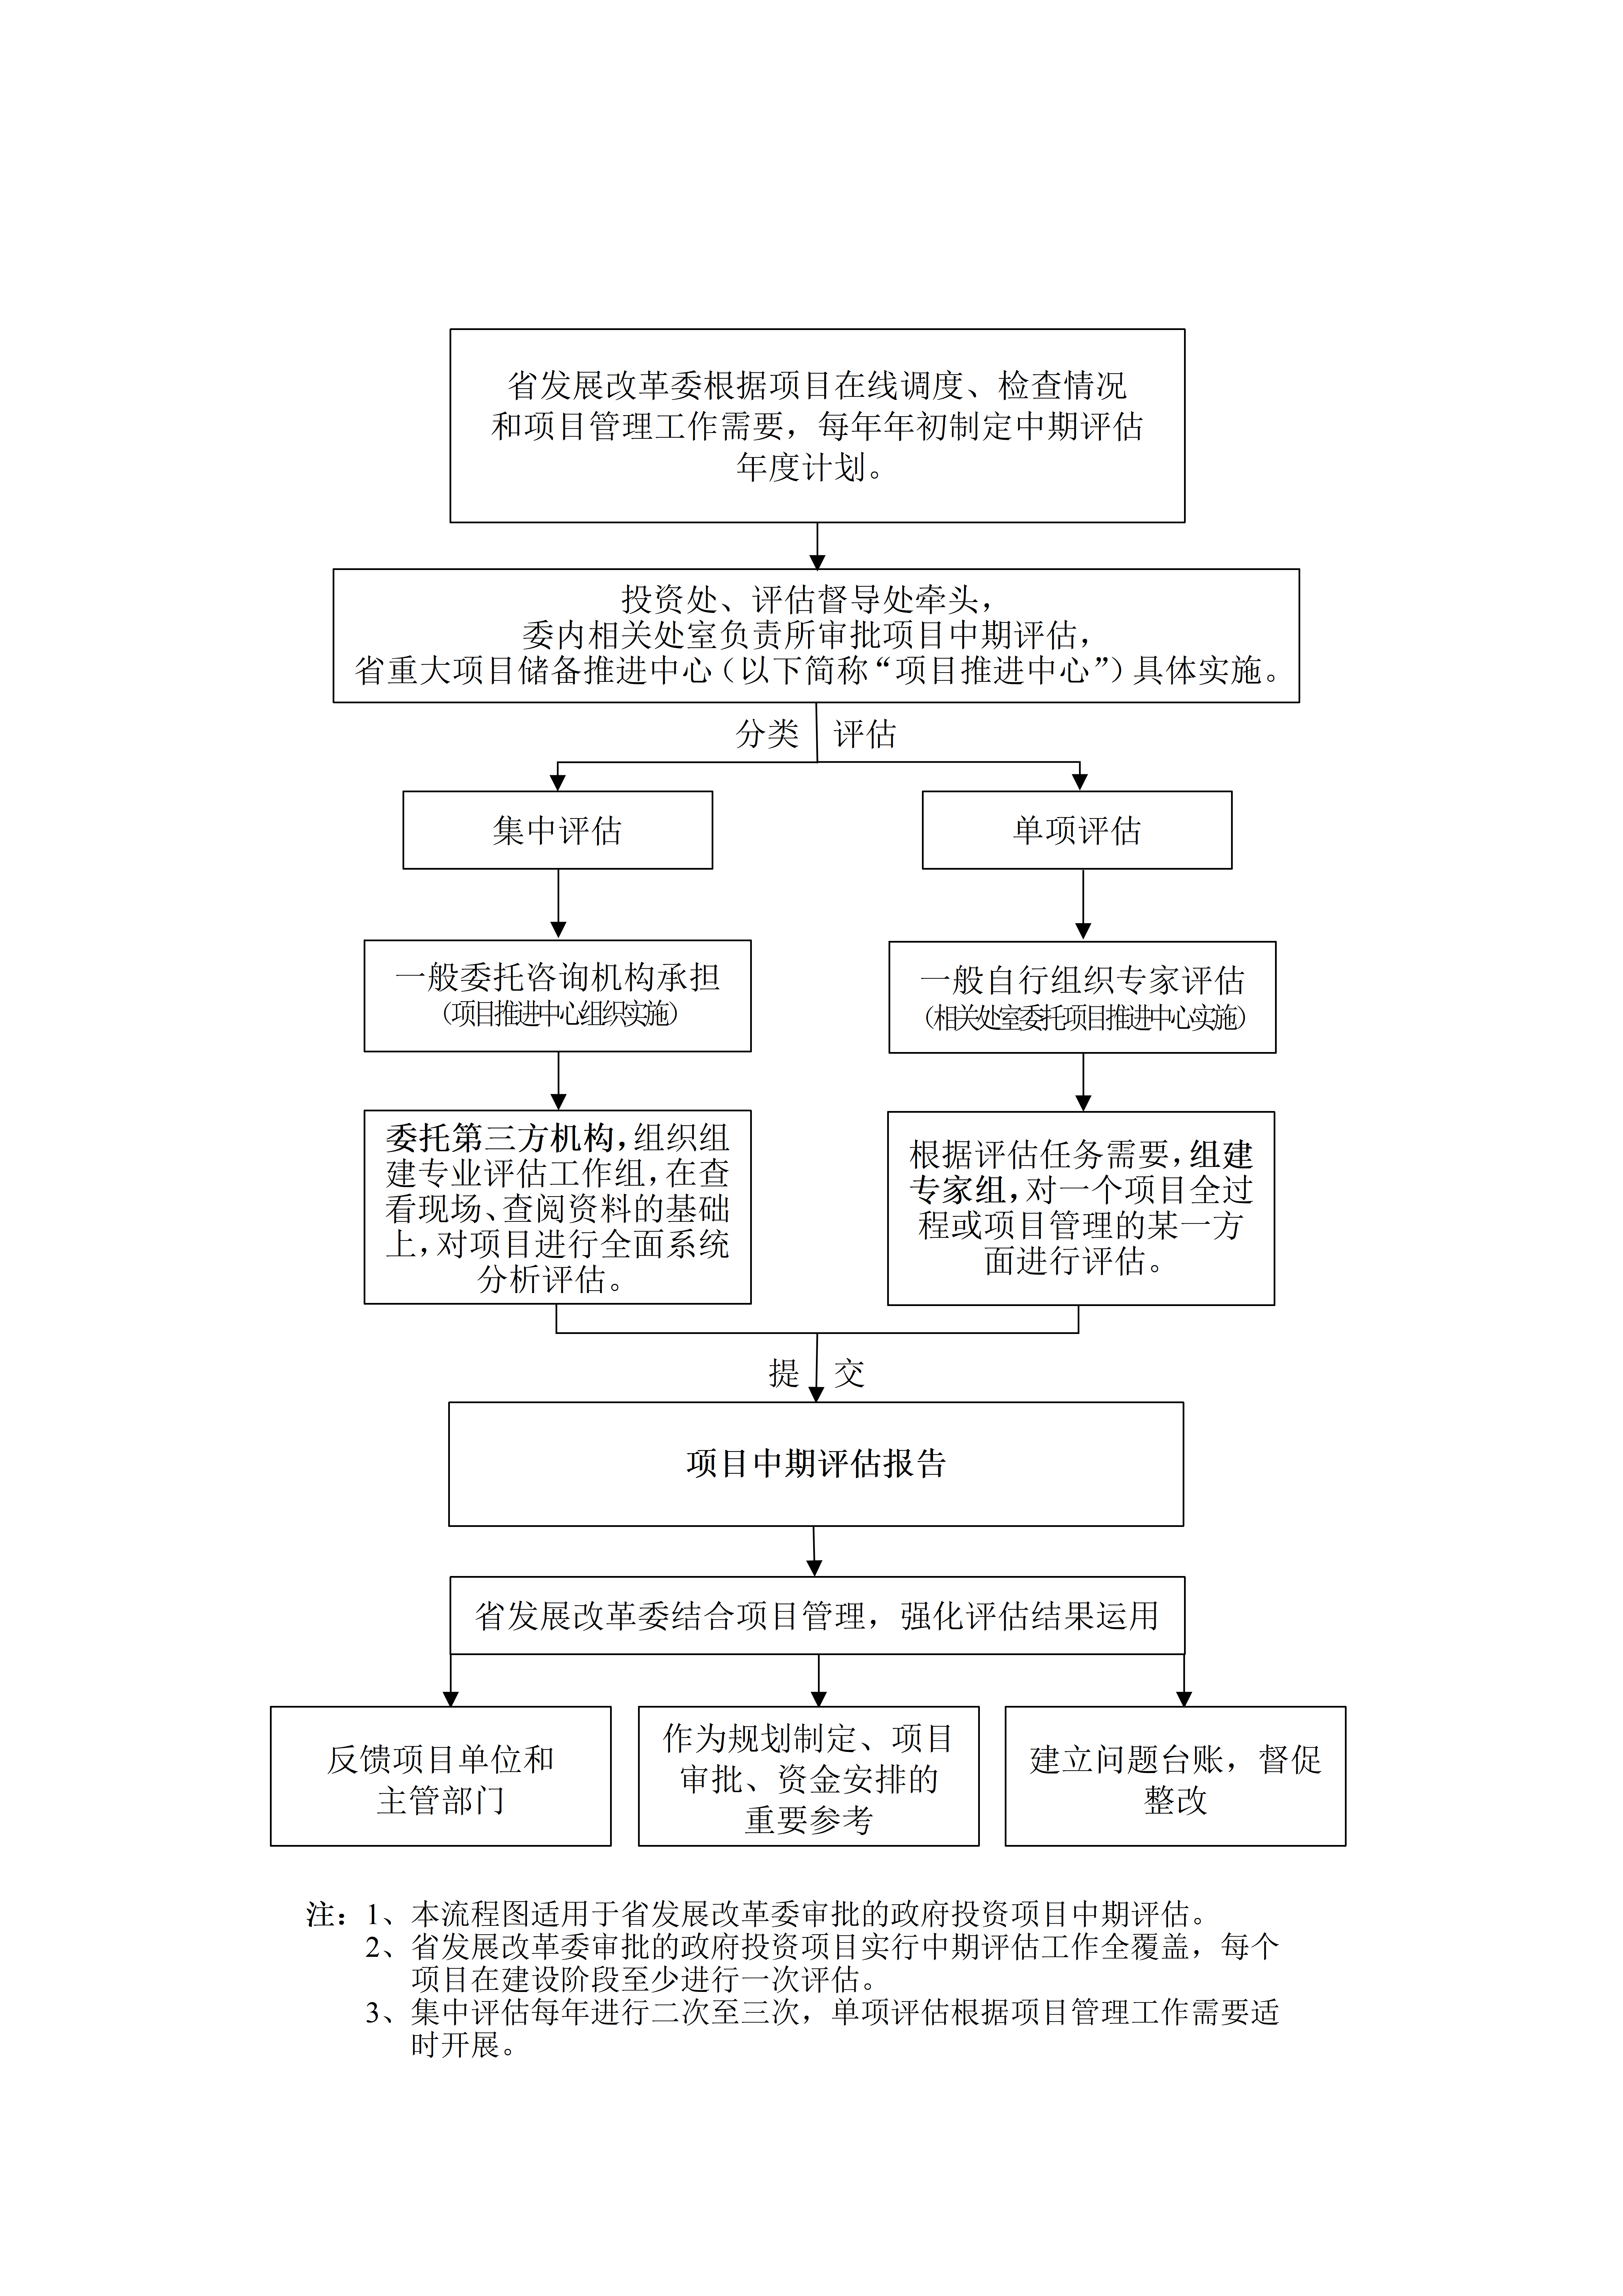 省发展改革委根据项目在线调度、检查情况
和项目管理工作需要，每年年初制定中期评估
年度计划。
投资处、评估督导处牵头，
委内相关处室负责所审批项目中期评估，
省重大项目储备推进中心（以下简称“项目推进中心”）具体实施。
分类 评估
集中评估
单项评估
一般委托咨询机构承担
（项目推进中心组织实施）
一般自行组织专家评估
（相关处室委托项目推进中心实施）
委托第三方机构，组织组
建专业评估工作组，在查
看现场、查阅资料的基础
上，对项目进行全面系统
分析评估。
根据评估任务需要，组建
专家组，对一个项目全过
程或项目管理的某一方
面进行评估。
提 交
项目中期评估报告
省发展改革委结合项目管理，强化评估结果运用
反馈项目单位和
主管部门
作为规划制定、项目
审批、资金安排的
重要参考
建立问题台账，督促
整改
注：1、本流程图适用于省发展改革委审批的政府投资项目中期评估。
2、省发展改革委审批的政府投资项目实行中期评估工作全覆盖，每个
项目在建设阶段至少进行一次评估。
3、集中评估每年进行二次至三次，单项评估根据项目管理工作需要适
时开展。